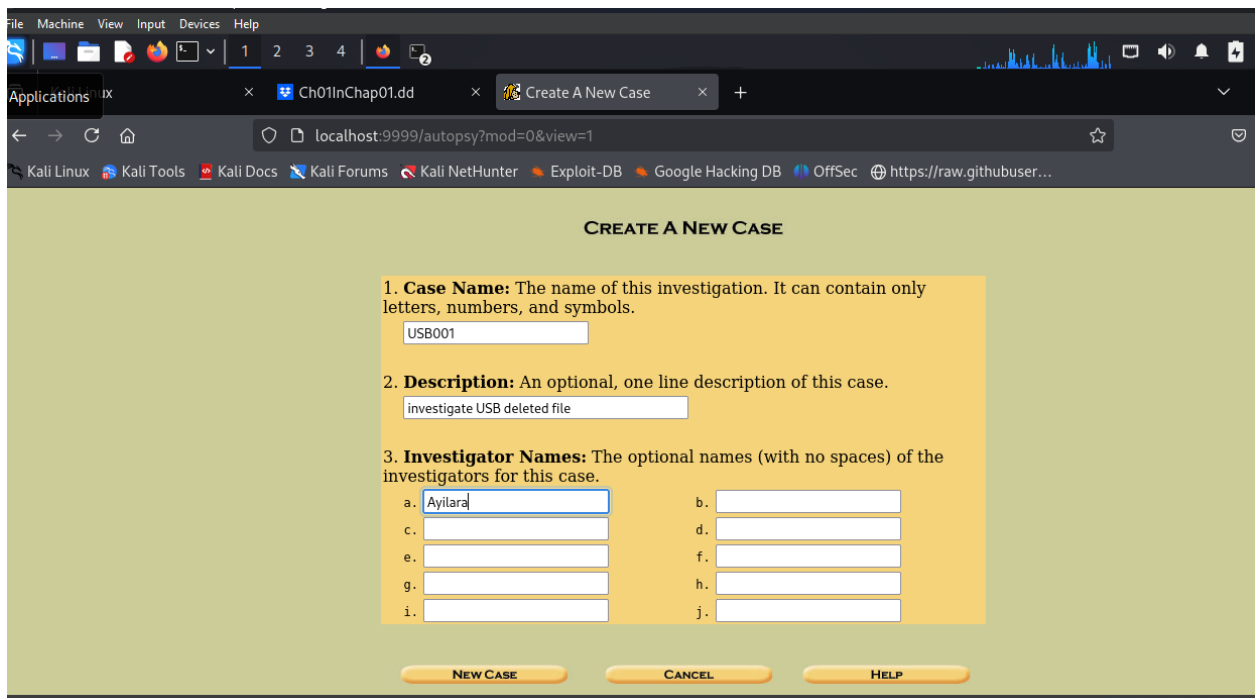 File Machine View Input Devices Help
1 2 3 4 2
Applications ux Ch01InChap01.dd Create A New Case
localhost:9999/autopsy?mod=0&view=1
Kali Linux Kali Tools Kali Docs Kali Forums Kali NetHunter Exploit-DB Google Hacking DB OffSec https://raw.githubuser...
CREATE A NEW CASE
1. Case Name: The name of this investigation. It can contain only
letters, numbers, and symbols.
USB001
2. Description: An optional, one line description of this case.
investigate USB deleted file
3. Investigator Names: The optional names (with no spaces) of the
investigators for this case.
a. Ayilara b.
c. d.
e. f.
g. h.
i. j.
NEW CASE CANCEL HELP